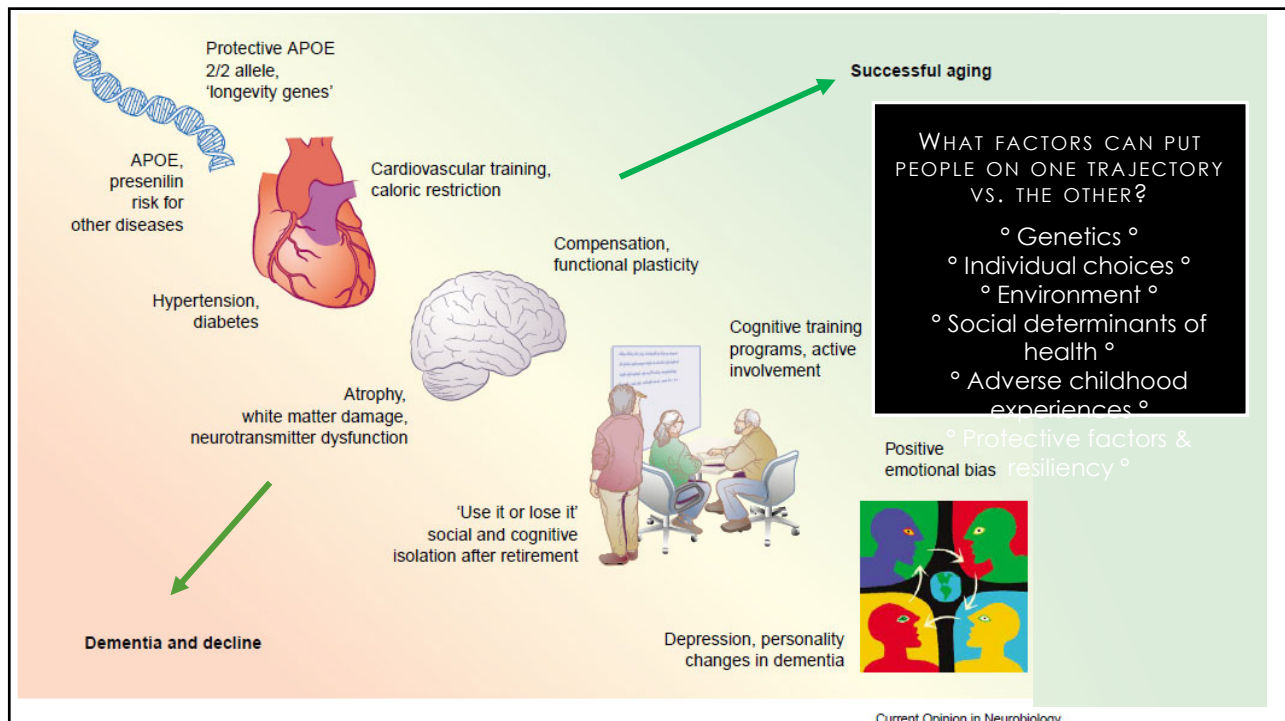 Protective APOE
2/2 allele,
'longevity genes'
Successful aging
WHAT FACTORS CAN PUT
PEOPLE ON ONE TRAJECTORY
VS. THE OTHER?
° Genetics °
° Individual choices °
° Environment °
° Social determinants of
health °
° Adverse childhood
experiences °
° Protective factors &
resiliency °
APOE,
presenilin
risk for
other diseases
Cardiovascular training,
caloric restriction
Compensation,
functional plasticity
Hypertension,
diabetes
Cognitive training
programs, active
involvement
Atrophy,
white matter damage,
neurotransmitter dysfunction
Positive
emotional bias
'Use it or lose it'
social and cognitive
isolation after retirement
Dementia and decline
Depression, personality
changes in dementia
Current Opinion in Neurobiology